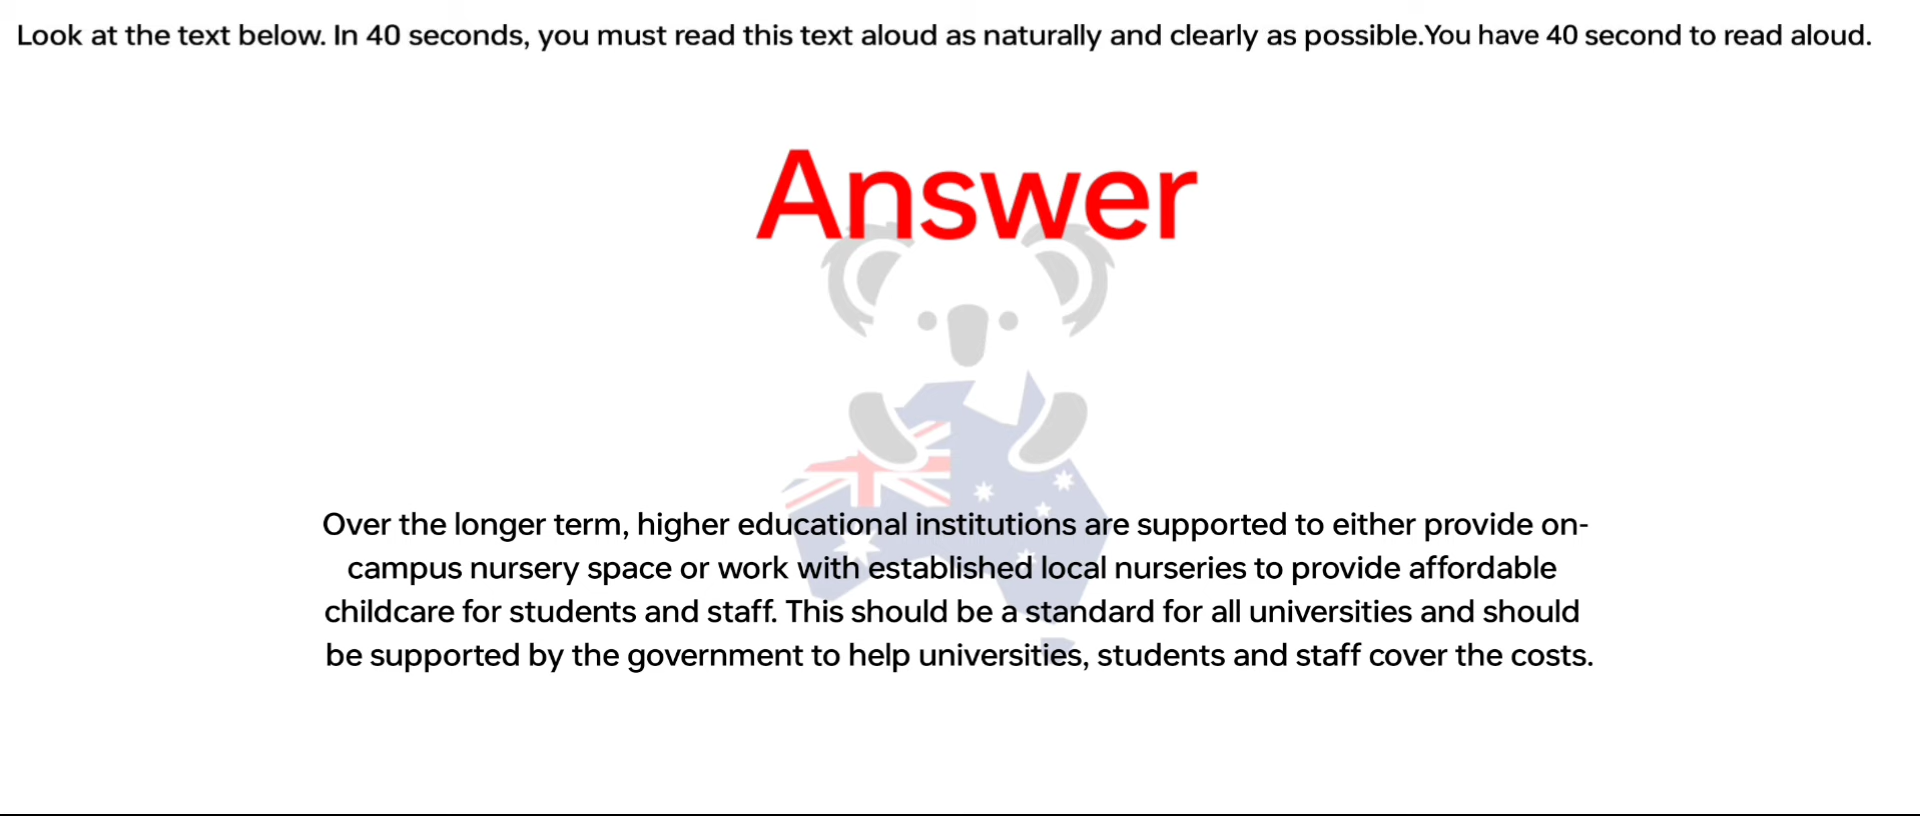 Look at the text below. In 40 seconds, you must read this text aloud as naturally and clearly as possible.You have 40 second to read aloud.
Answer
Over the longer term, higher educational institutions are supported to either provide on-
campus nursery space or work with established local nurseries to provide affordable
childcare for students and staff. This should be a standard for all universities and should
be supported by the government to help universities, students and staff cover the costs.